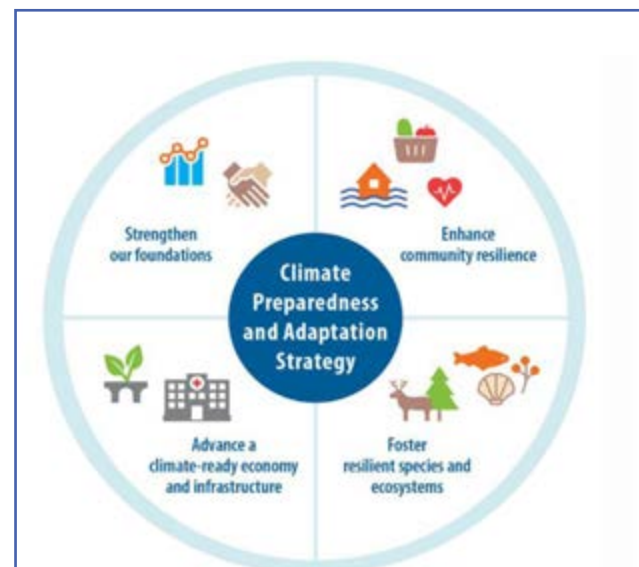 Strengthen
our foundations
Enhance
community resilience
Climate
Preparedness
and Adaptation
Strategy
Advance a
climate-ready economy
and infrastructure
Foster
resilient species and
ecosystems